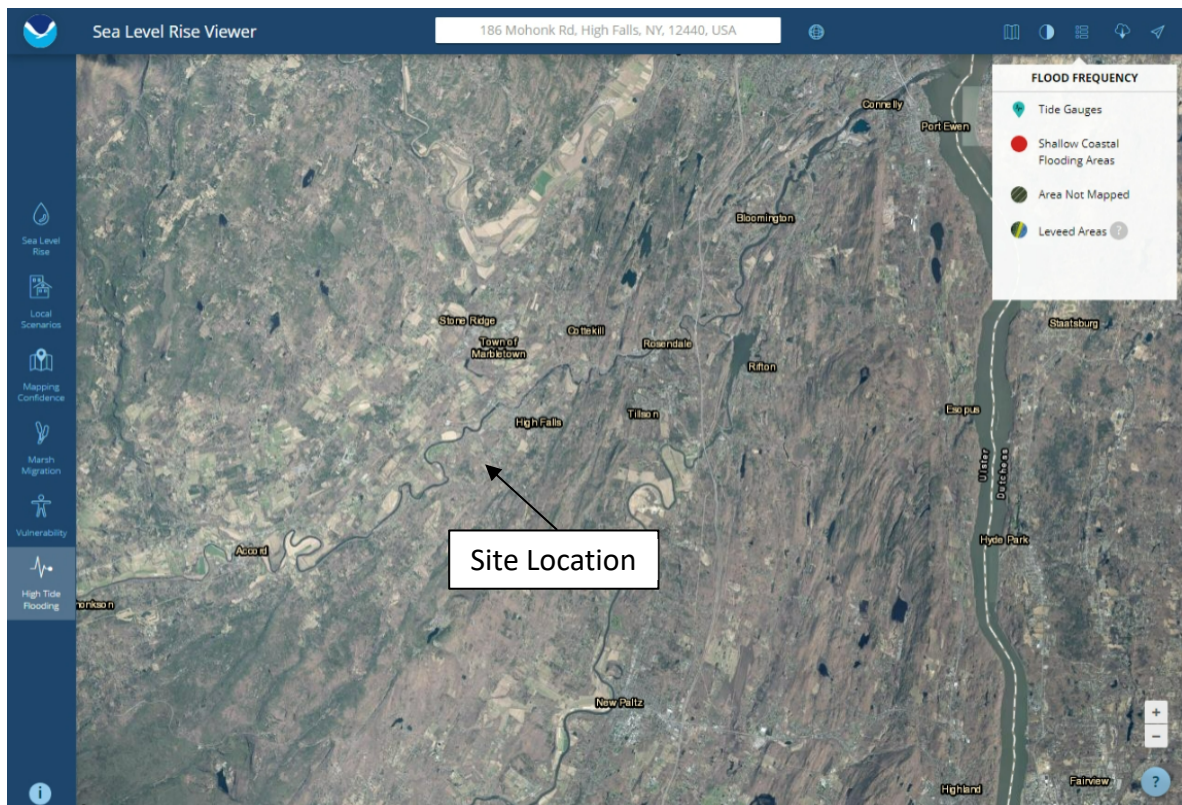 Sea Level Rise Viewer
186 Mohonk Rd, High Falls, NY, 12440, USA
FLOOD FREQUENCY
Tide Gauges
Shallow Coastal
Flooding Areas
Area Not Mapped
Leveed Areas ?
Sea Level
Rise
Local
Scenarios
Mapping
Confidence
Marsh
Migration
Vulnerability
High Tide
Flooding
i
Connelly
Port Ewen
Bloomington
Stone Ridge
Town of
Marbletown
Cottekill
Rosendale
Rifton
Staatsburg
High Falls
Tillson
Esopus
Ulster
Dutchess
Site Location
Accord
Hyde Park
honkson
New Paltz
Highland
Fairview
+
−
?